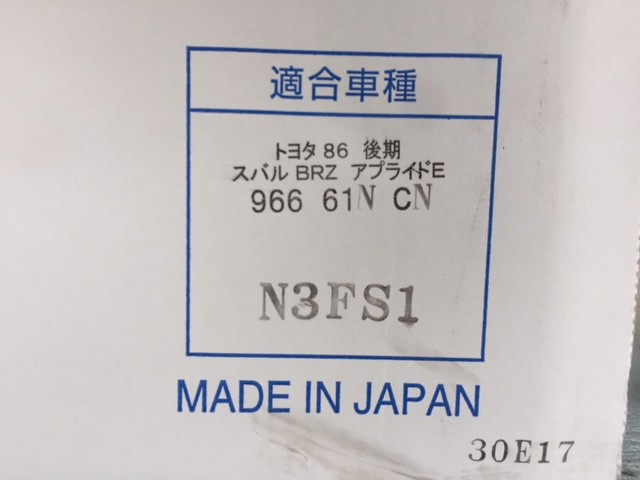 適合車種
トヨタ 86 後期
スバル BRZ アプライドE
966 61N CN
N3FS1
MADE IN JAPAN
30E17